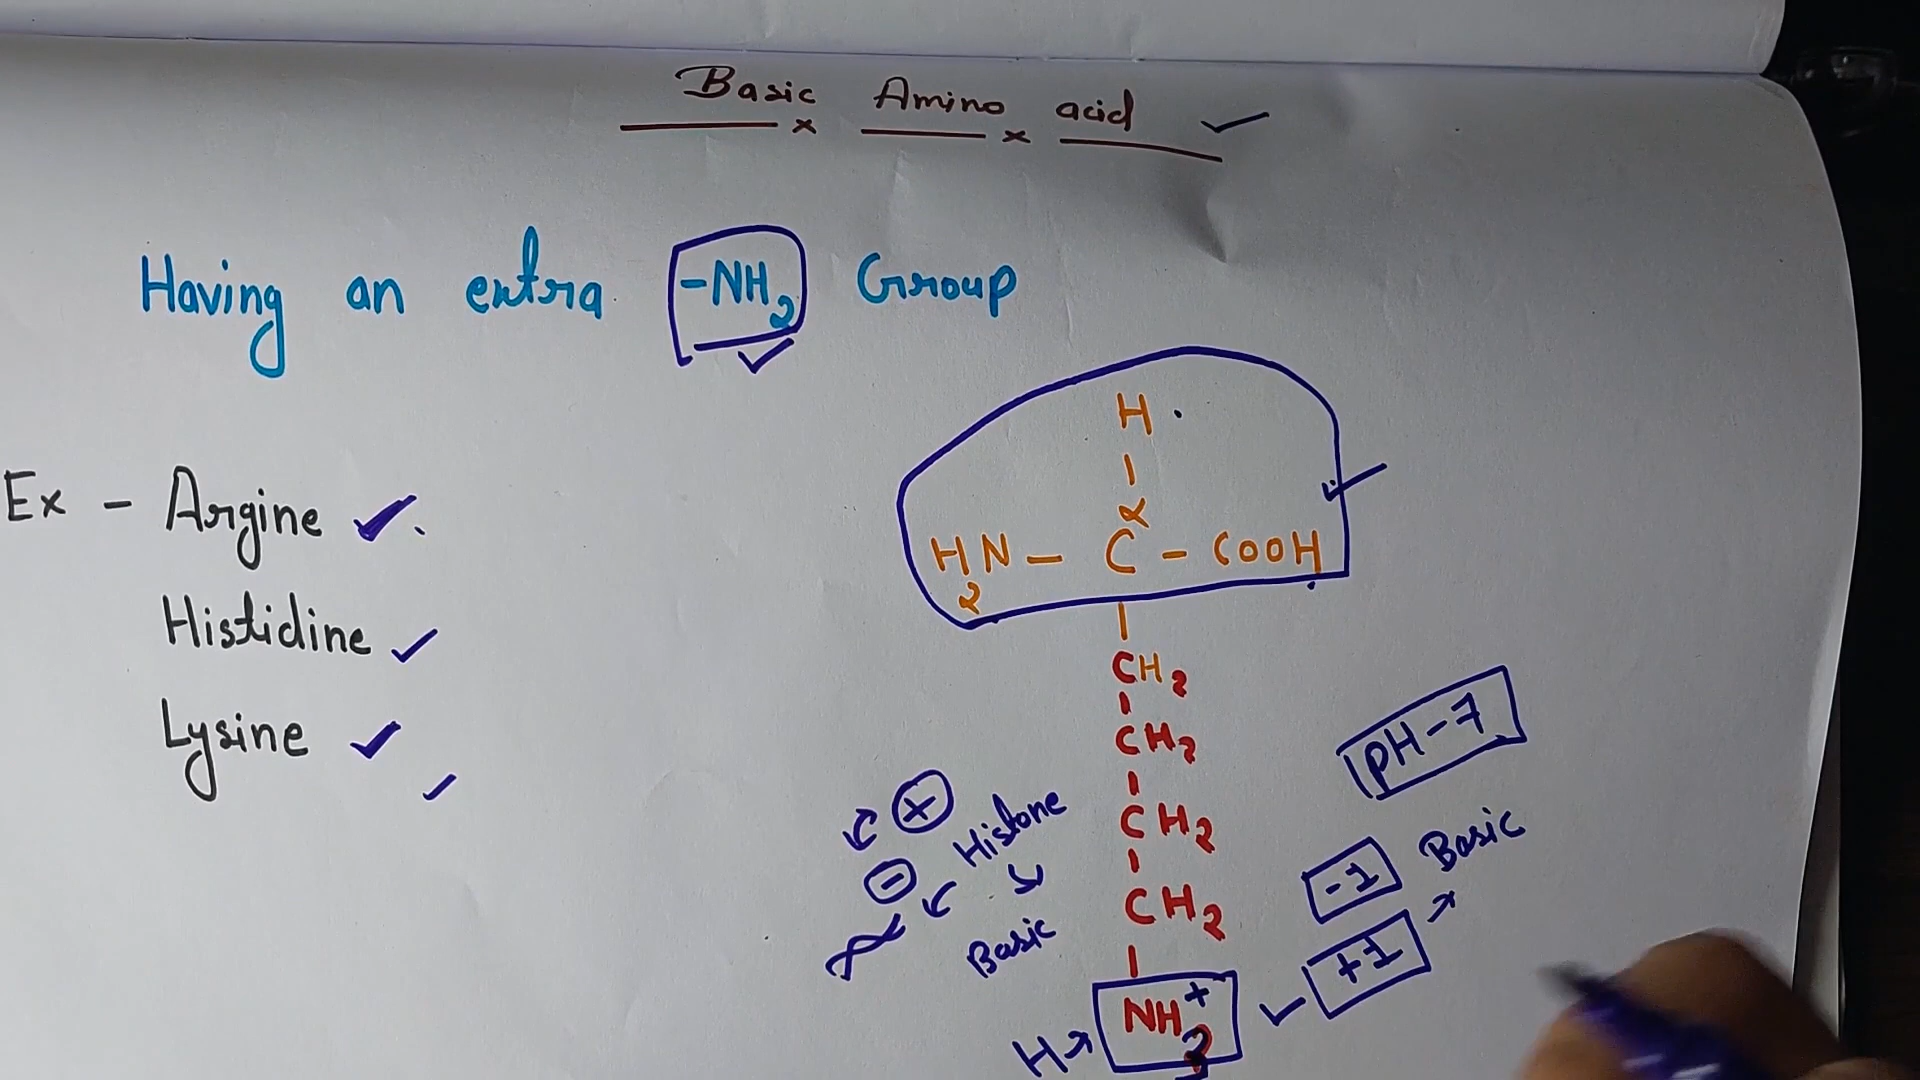 Basic Amino acid
Having an extra -NH2 Group
H
α
H2N - C - COOH
Ex - Argine
Histidine
Lysine
CH2
CH2
CH2
CH2
NH3+
H
pH-7
-1
+1
Basic
+
-
Histone
Basic